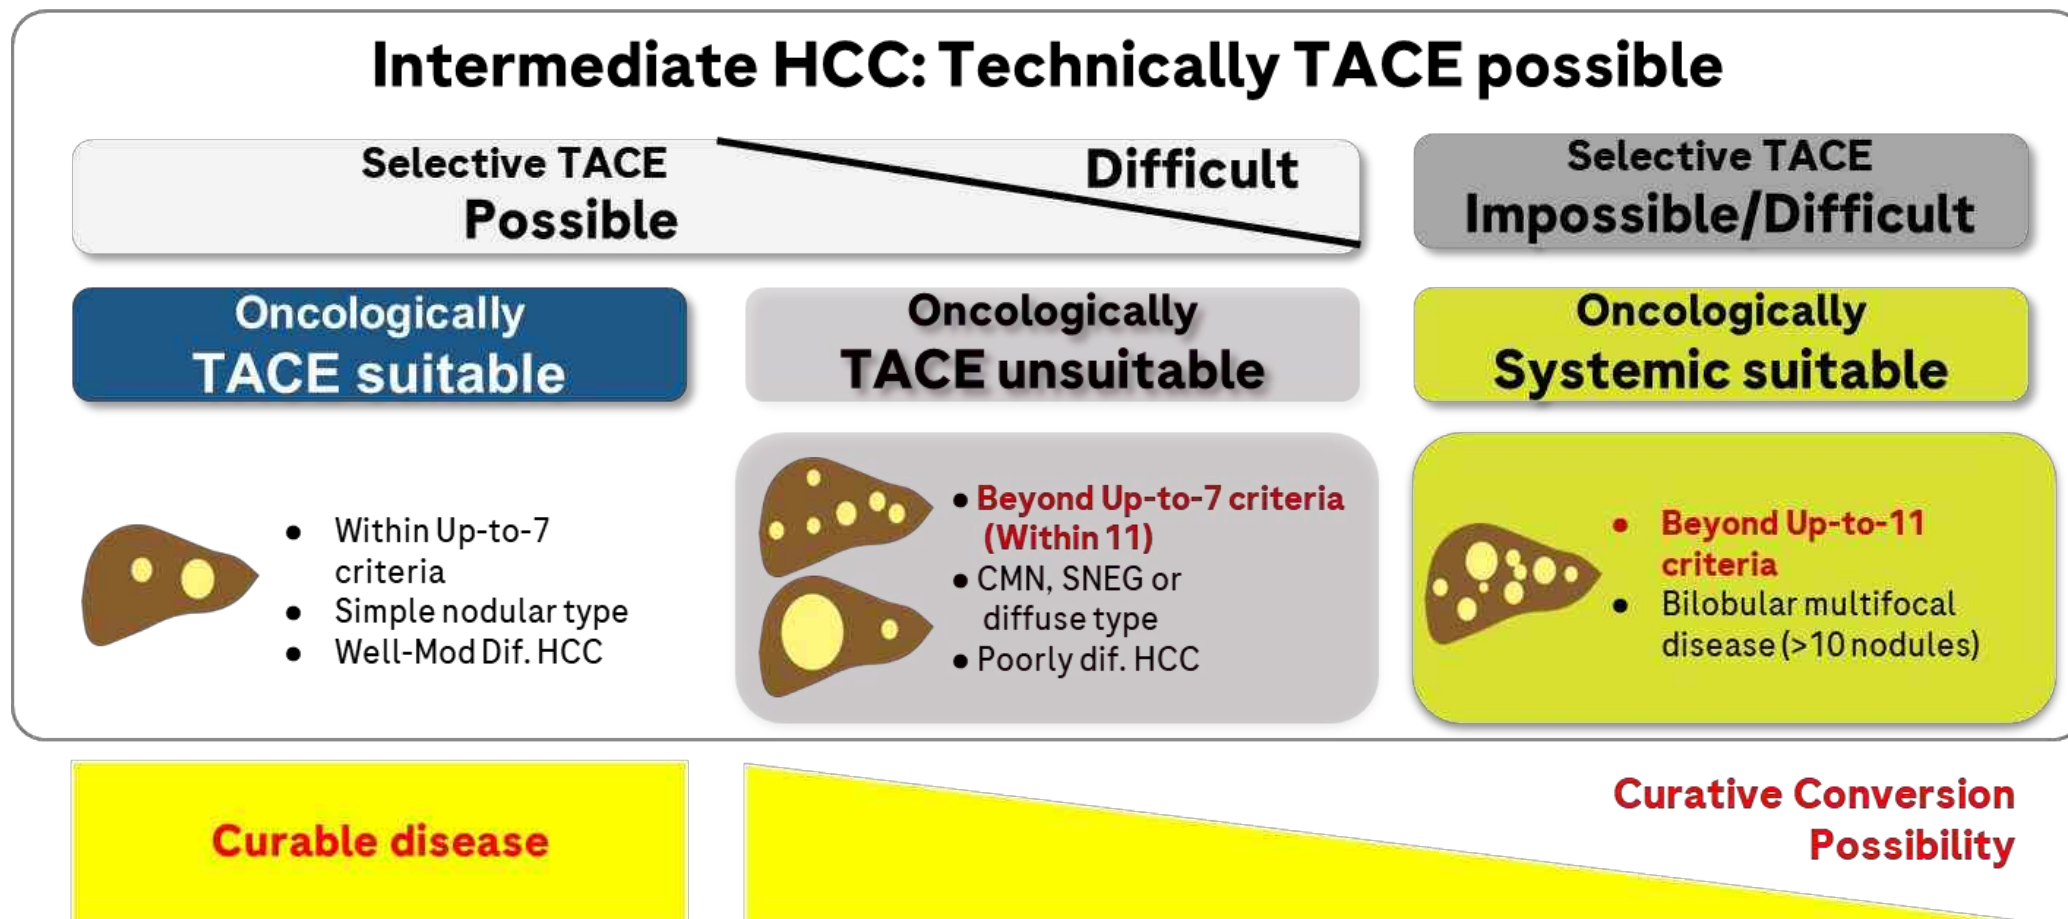 Intermediate HCC: Technically TACE possible
Selective TACE
Possible
Difficult
Selective TACE
Impossible/Difficult
Oncologically
TACE suitable
Oncologically
TACE unsuitable
Oncologically
Systemic suitable
● Within Up-to-7
criteria
● Simple nodular type
● Well-Mod Dif. HCC
● Beyond Up-to-7 criteria
(Within 11)
● CMN, SNEG or
diffuse type
● Poorly dif. HCC
● Beyond Up-to-11
criteria
● Bilobular multifocal
disease (>10 nodules)
Curable disease
Curative Conversion
Possibility